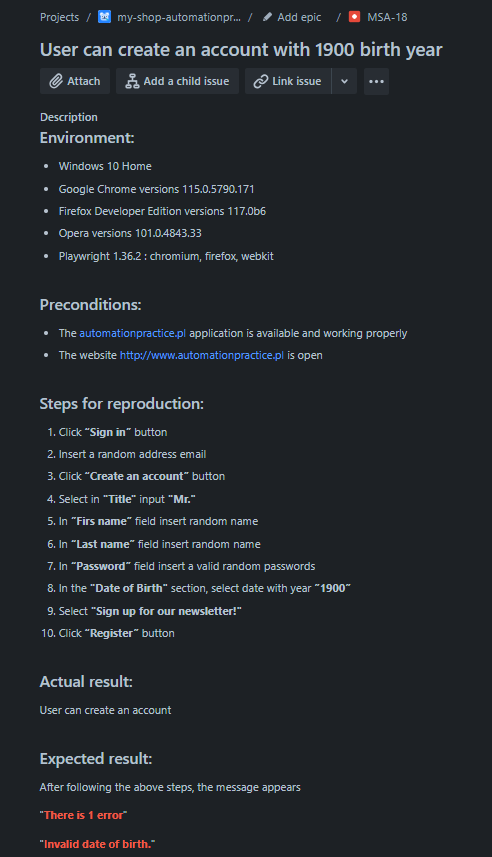 Projects / my-shop-automationpr... / Add epic / MSA-18
User can create an account with 1900 birth year
Attach Add a child issue Link issue
Description
Environment:
• Windows 10 Home
• Google Chrome versions 115.0.5790.171
• Firefox Developer Edition versions 117.0b6
• Opera versions 101.0.4843.33
• Playwright 1.36.2 : chromium, firefox, webkit
Preconditions:
• The automationpractice.pl application is available and working properly
• The website http://www.automationpractice.pl is open
Steps for reproduction:
1. Click “Sign in” button
2. Insert a random address email
3. Click “Create an account” button
4. Select in "Title" input "Mr."
5. In “Firs name” field insert random name
6. In “Last name” field insert random name
7. In “Password” field insert a valid random passwords
8. In the "Date of Birth" section, select date with year “1900”
9. Select "Sign up for our newsletter!"
10. Click “Register” button
Actual result:
User can create an account
Expected result:
After following the above steps, the message appears
"There is 1 error"
"Invalid date of birth."